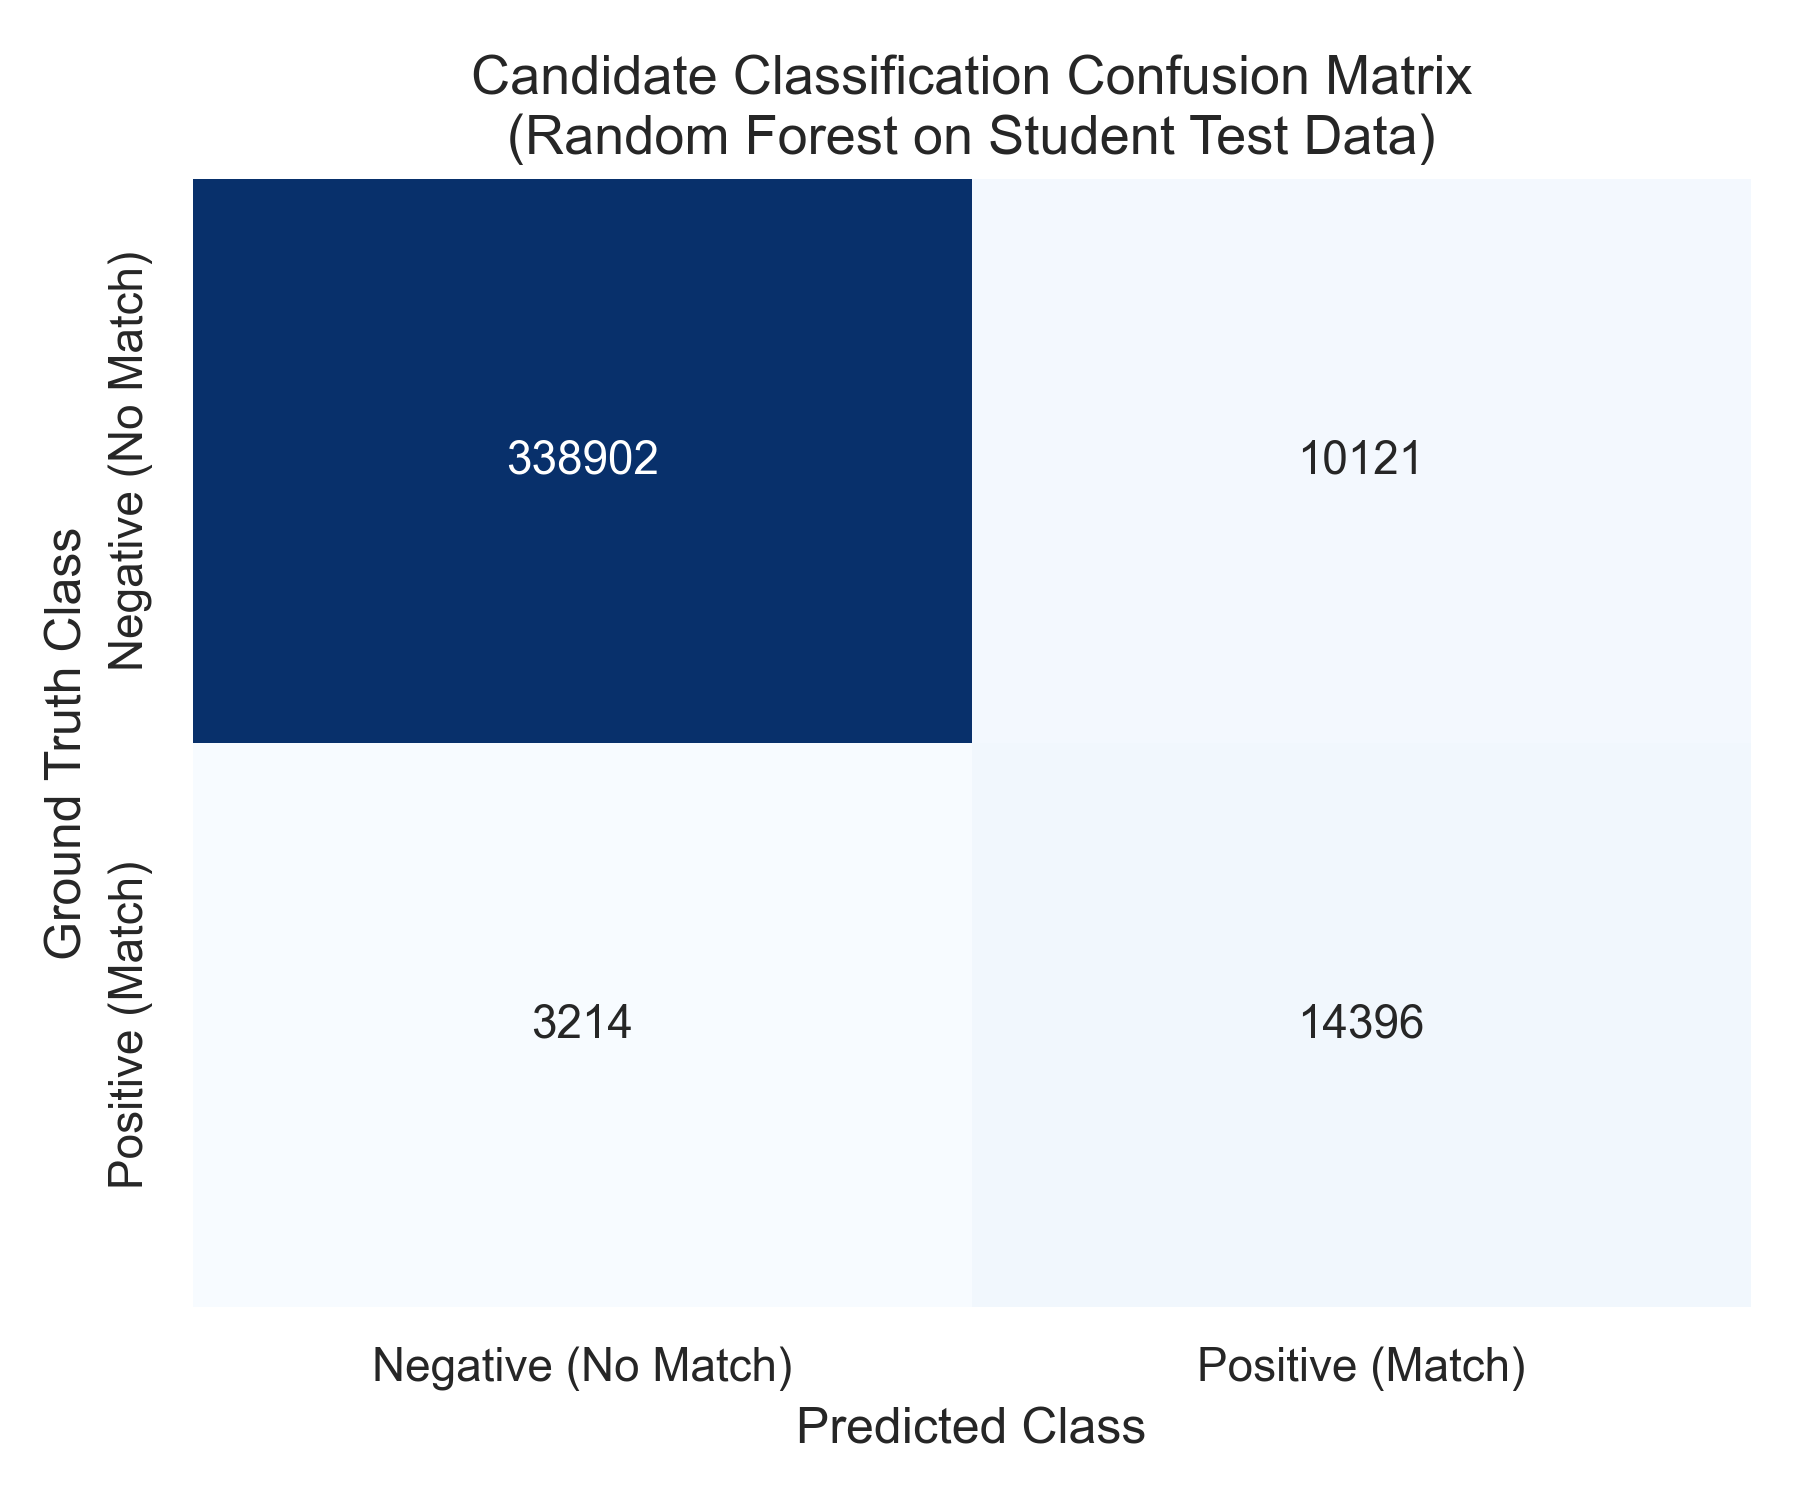 Candidate Classification Confusion Matrix
(Random Forest on Student Test Data)
Ground Truth Class
Negative (No Match)
338902
10121
Positive (Match)
3214
14396
Negative (No Match)
Positive (Match)
Predicted Class